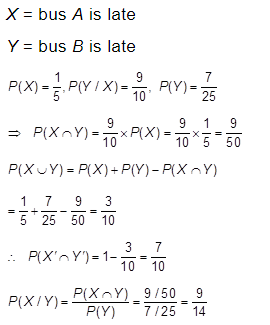 X = bus A is late
Y = bus B is late
P(X) = 1/5, P(Y / X) = 9/10, P(Y) = 7/25
⇒ P(X∩Y) = 9/10 × P(X) = 9/10 × 1/5 = 9/50
P(X∪Y) = P(X) + P(Y) − P(X∩Y)
= 1/5 + 7/25 − 9/50 = 3/10
∴ P(X'∩Y') = 1 − 3/10 = 7/10
P(X / Y) = P(X∩Y)/P(Y) = (9 / 50)/(7 / 25) = 9/14